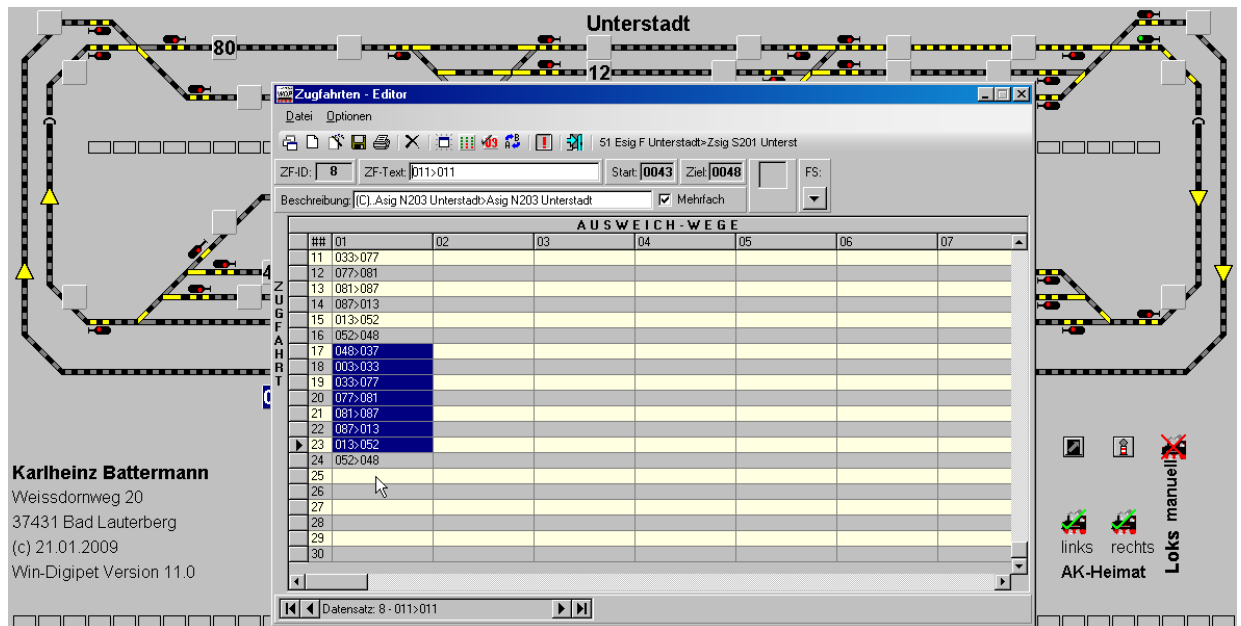 Unterstadt
80
12
Zugfahrten - Editor
Datei Optionen
51 Esig F Unterstadt>Zsig S201 Unterst
ZF-ID: 8 ZF-Text: 011>011 Start: 0043 Ziel: 0048 FS:
Beschreibung: (C)..Asig N203 Unterstadt>Asig N203 Unterstadt Mehrfach
AUSWEICH-WEGE
ZUGFAHRT
## 01 02 03 04 05 06 07
11 033>077
12 077>081
13 081>087
14 087>013
15 013>052
16 052>048
17 048>037
18 003>033
19 033>077
20 077>081
21 081>087
22 087>013
23 013>052
24 052>048
25
26
27
28
29
30
Datensatz: 8 - 011>011
Karlheinz Battermann
Weissdornweg 20
37431 Bad Lauterberg
(c) 21.01.2009
Win-Digipet Version 11.0
links rechts
AK-Heimat
Loks manuell